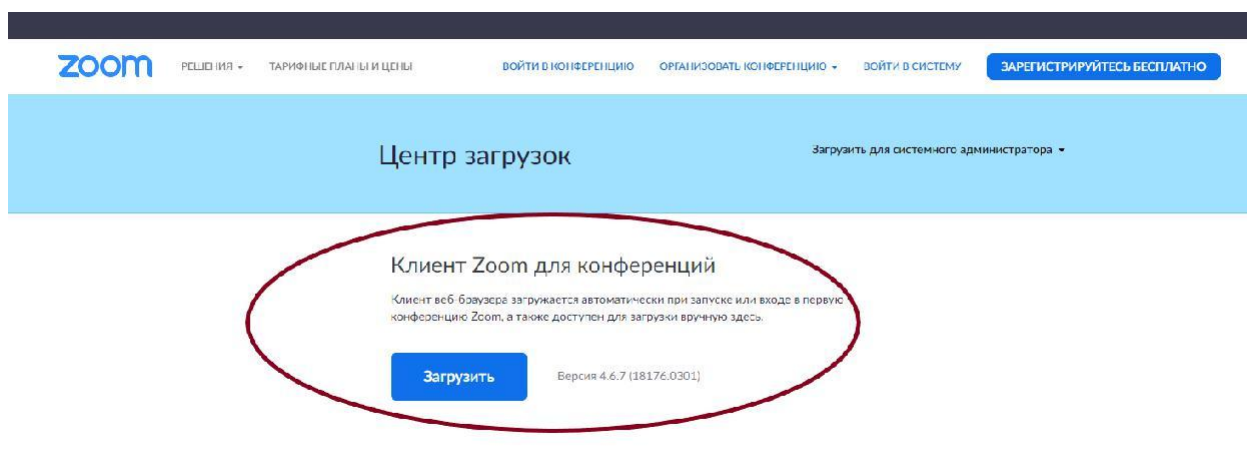 zoom
РЕШЕНИЯ
ТАРИФНЫЕ ПЛАНЫ И ЦЕНЫ
ВОЙТИ В КОНФЕРЕНЦИЮ
ОРГАНИЗОВАТЬ КОНФЕРЕНЦИЮ
ВОЙТИ В СИСТЕМУ
ЗАРЕГИСТРИРУЙТЕСЬ БЕСПЛАТНО
Центр загрузок
Загрузить для системного администратора
Клиент Zoom для конференций
Клиент веб-браузера загружается автоматически при запуске или входе в первую
конференцию Zoom, а также доступен для загрузки вручную здесь.
Загрузить
Версия 4.6.7 (18176.0301)